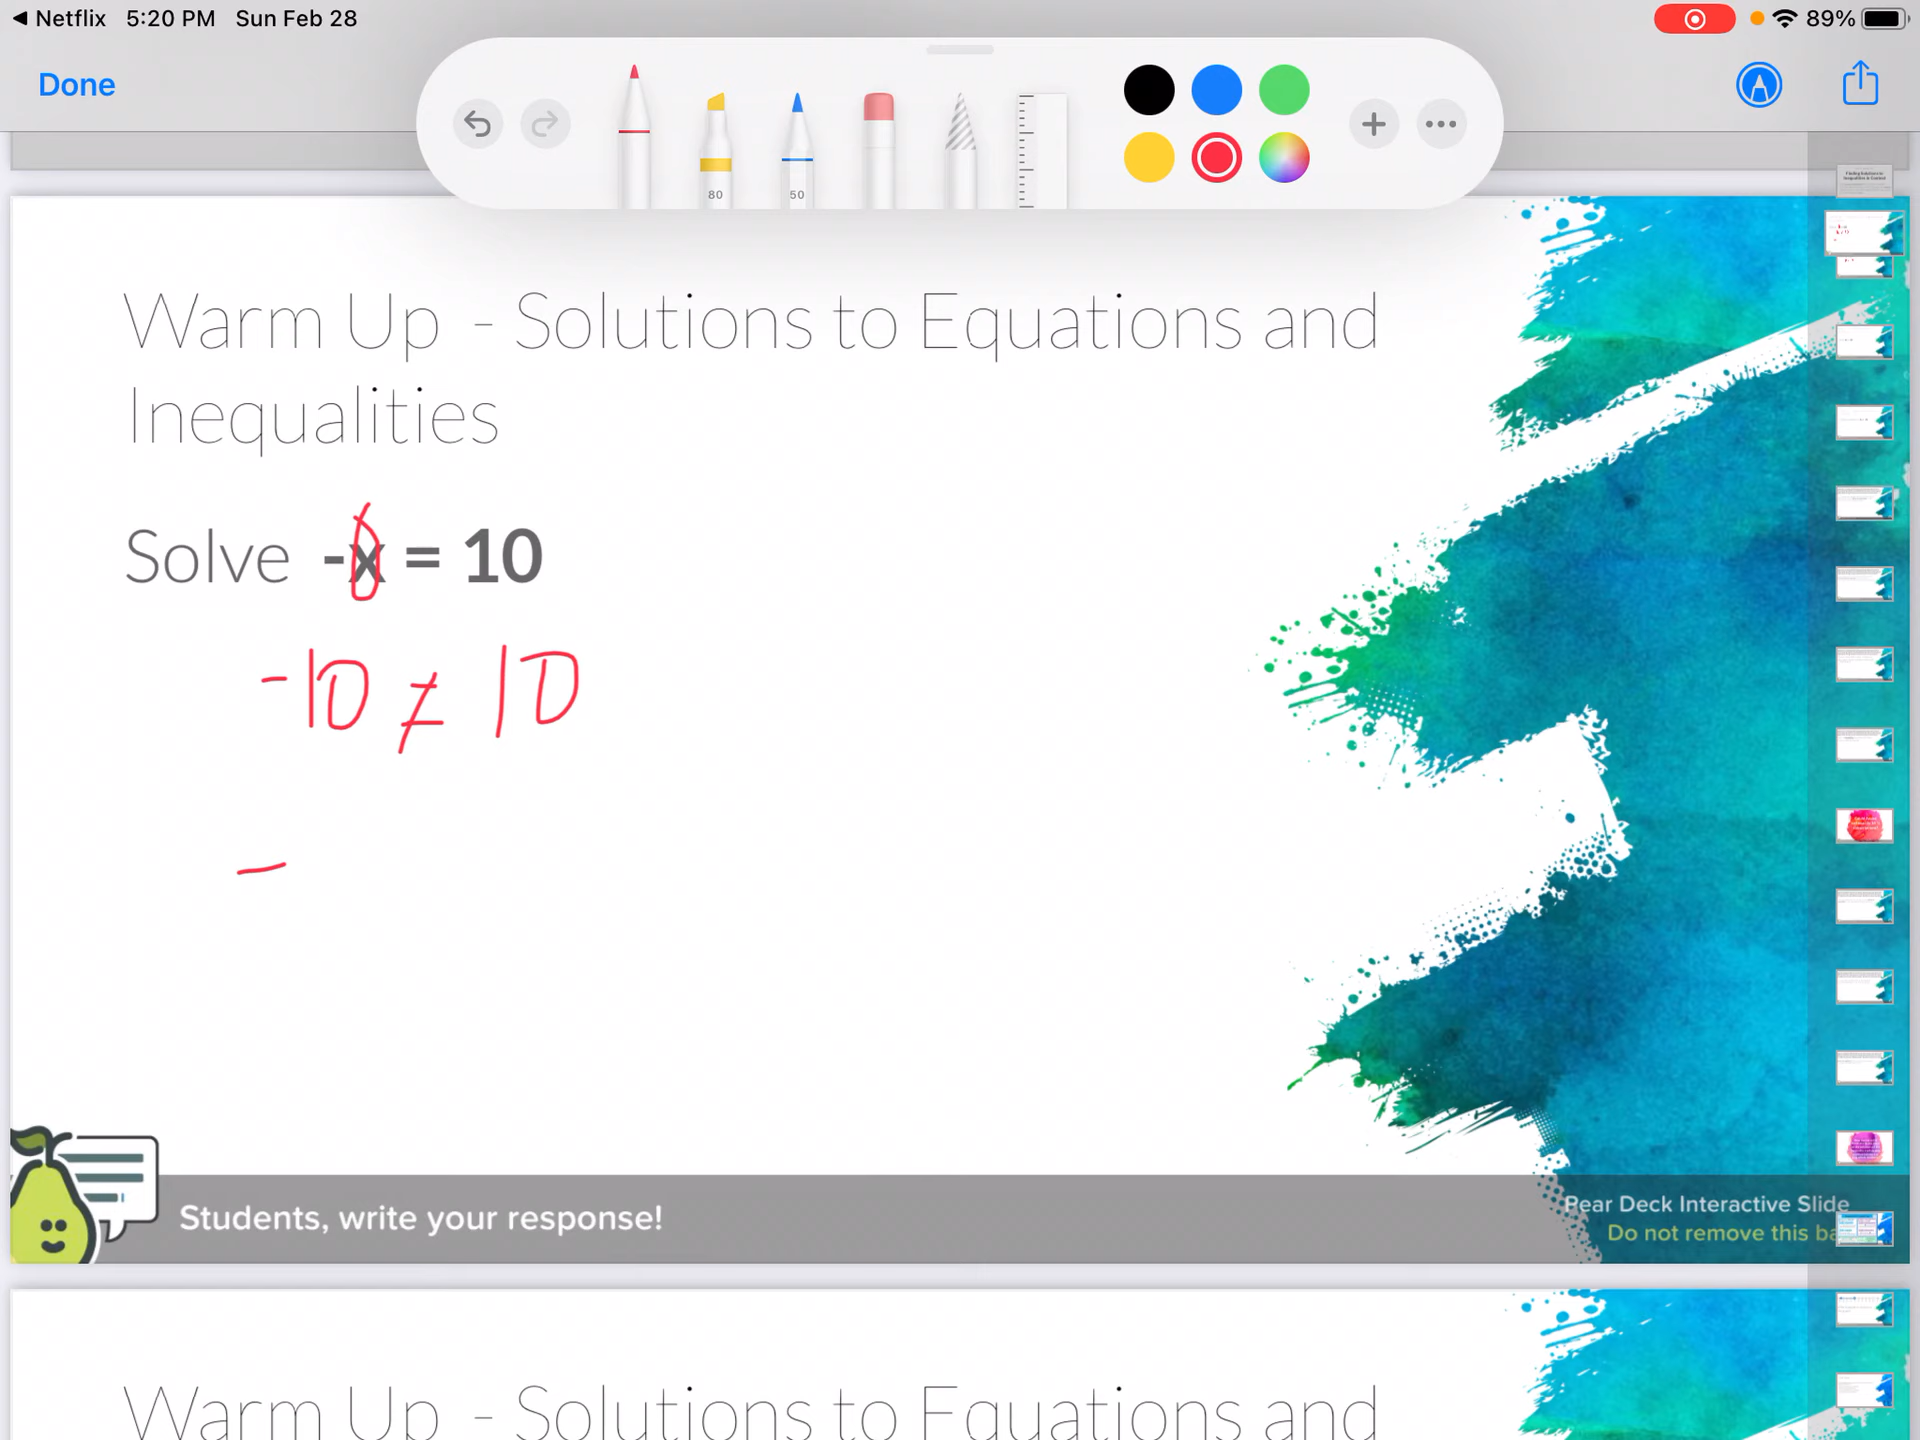 Netflix 5:20 PM Sun Feb 28
89%
Done
80
50
Warm Up - Solutions to Equations and
Inequalities
Solve -x = 10
-10 ≠ 10
-
Students, write your response!
Pear Deck Interactive Slide
Do not remove this ba
Warm Up - Solutions to Equations and